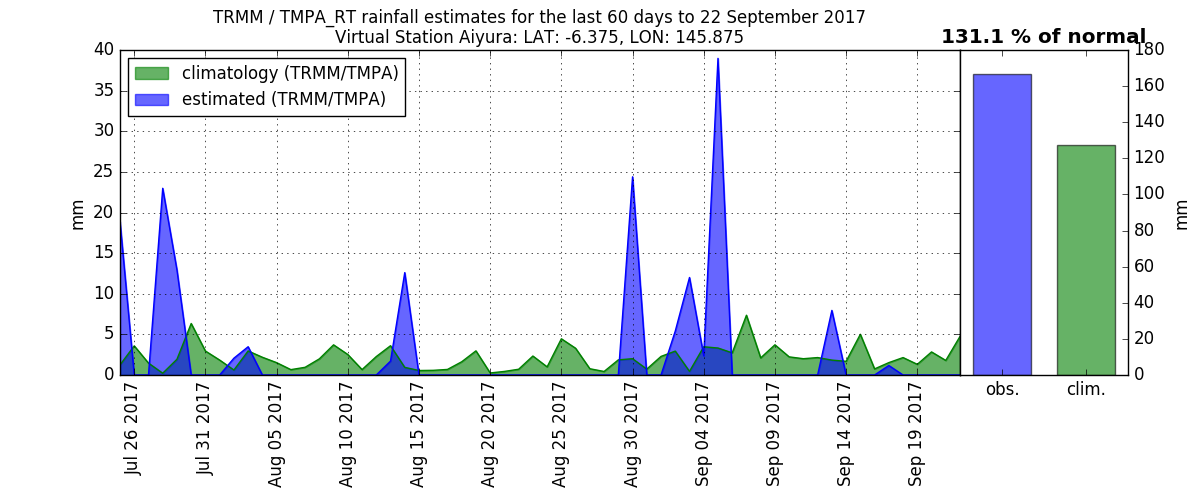 TRMM / TMPA_RT rainfall estimates for the last 60 days to 22 September 2017
Virtual Station Aiyura: LAT: -6.375, LON: 145.875
131.1 % of normal
climatology (TRMM/TMPA)
estimated (TRMM/TMPA)
40
35
30
25
20
15
10
5
0
mm
Jul 26 2017
Jul 31 2017
Aug 05 2017
Aug 10 2017
Aug 15 2017
Aug 20 2017
Aug 25 2017
Aug 30 2017
Sep 04 2017
Sep 09 2017
Sep 14 2017
Sep 19 2017
180
160
140
120
100
80
60
40
20
0
mm
obs.
clim.